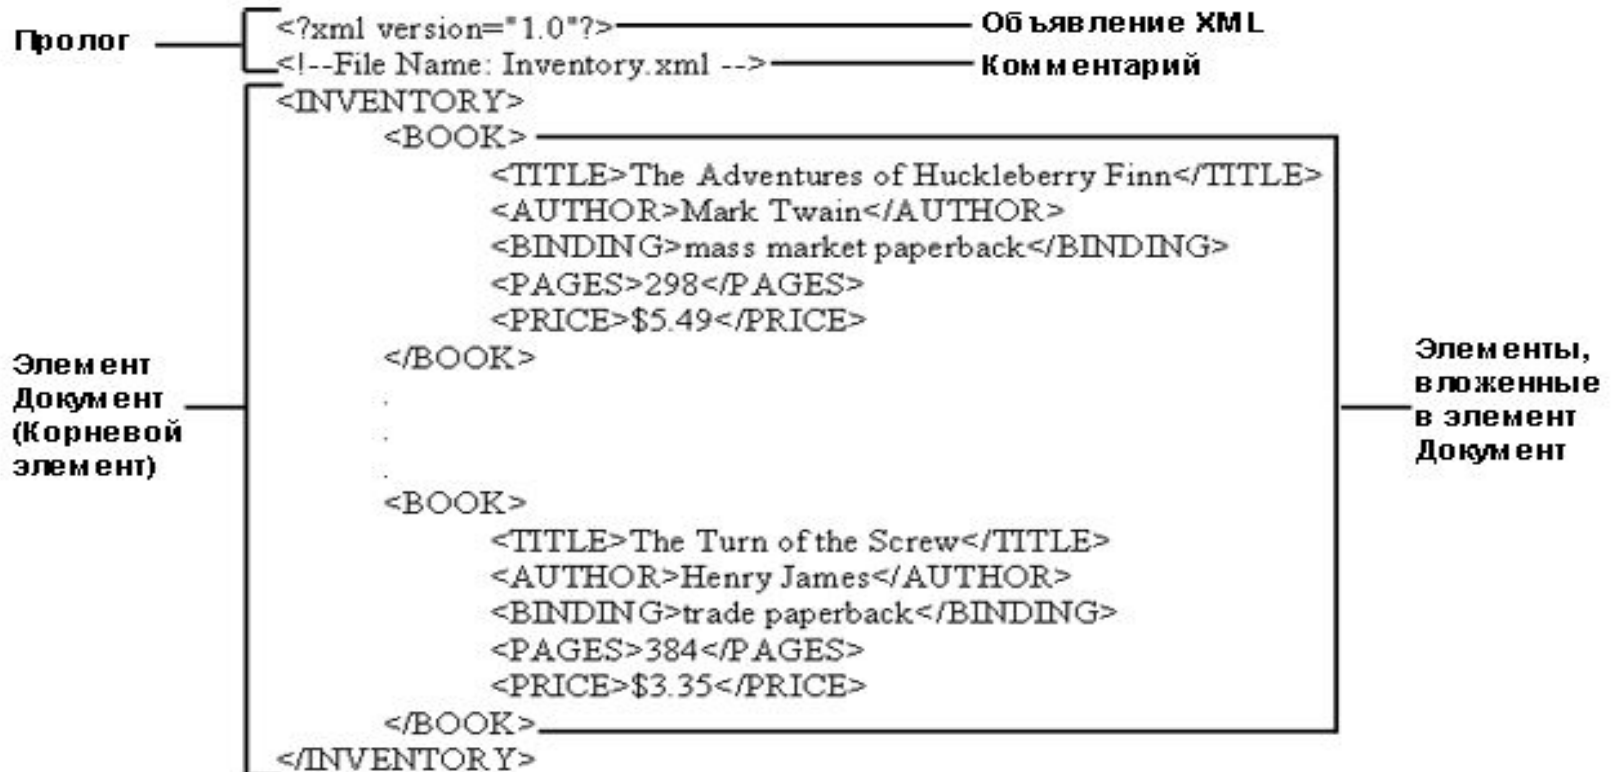 Пролог
<?xml version="1.0"?>
Объявление XML
<!--File Name: Inventory.xml -->
Комментарий
<INVENTORY>
<BOOK>
<TITLE>The Adventures of Huckleberry Finn</TITLE>
<AUTHOR>Mark Twain</AUTHOR>
<BINDING>mass market paperback</BINDING>
<PAGES>298</PAGES>
<PRICE>$5.49</PRICE>
</BOOK>
.
.
.
<BOOK>
<TITLE>The Turn of the Screw</TITLE>
<AUTHOR>Henry James</AUTHOR>
<BINDING>trade paperback</BINDING>
<PAGES>384</PAGES>
<PRICE>$3.35</PRICE>
</BOOK>
</INVENTORY>
Элемент
Документ
(Корневой
элемент)
Элементы,
вложенные
в элемент
Документ